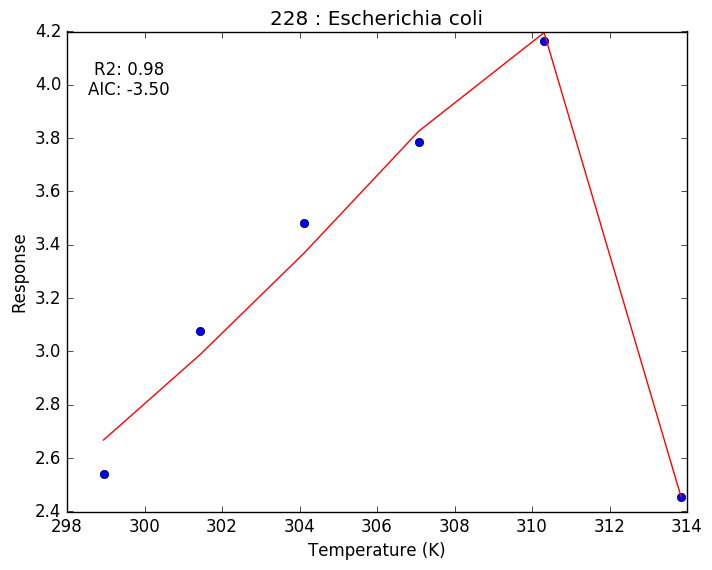 228 : Escherichia coli
R2: 0.98
AIC: -3.50
4.2
4.0
3.8
3.6
3.4
3.2
3.0
2.8
2.6
2.4
Response
298 300 302 304 306 308 310 312 314
Temperature (K)